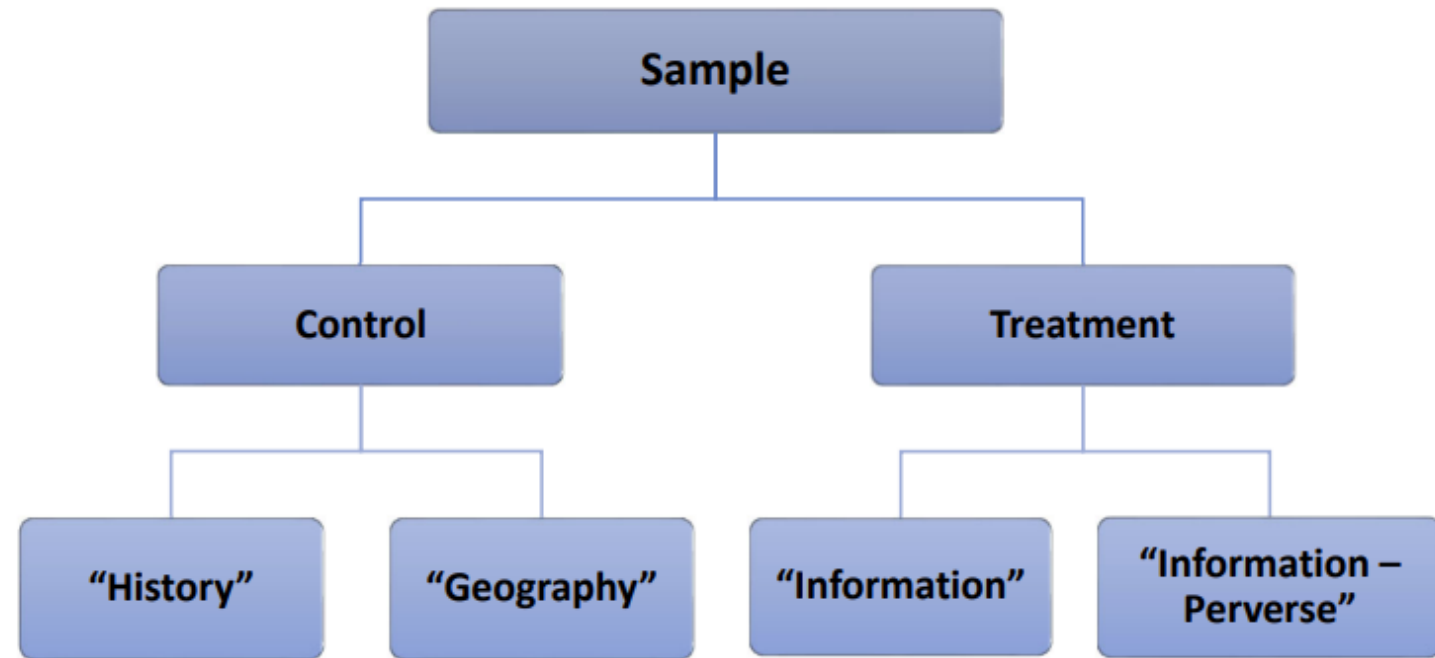 Sample
Control
Treatment
“History”
“Geography”
“Information”
“Information –
Perverse”